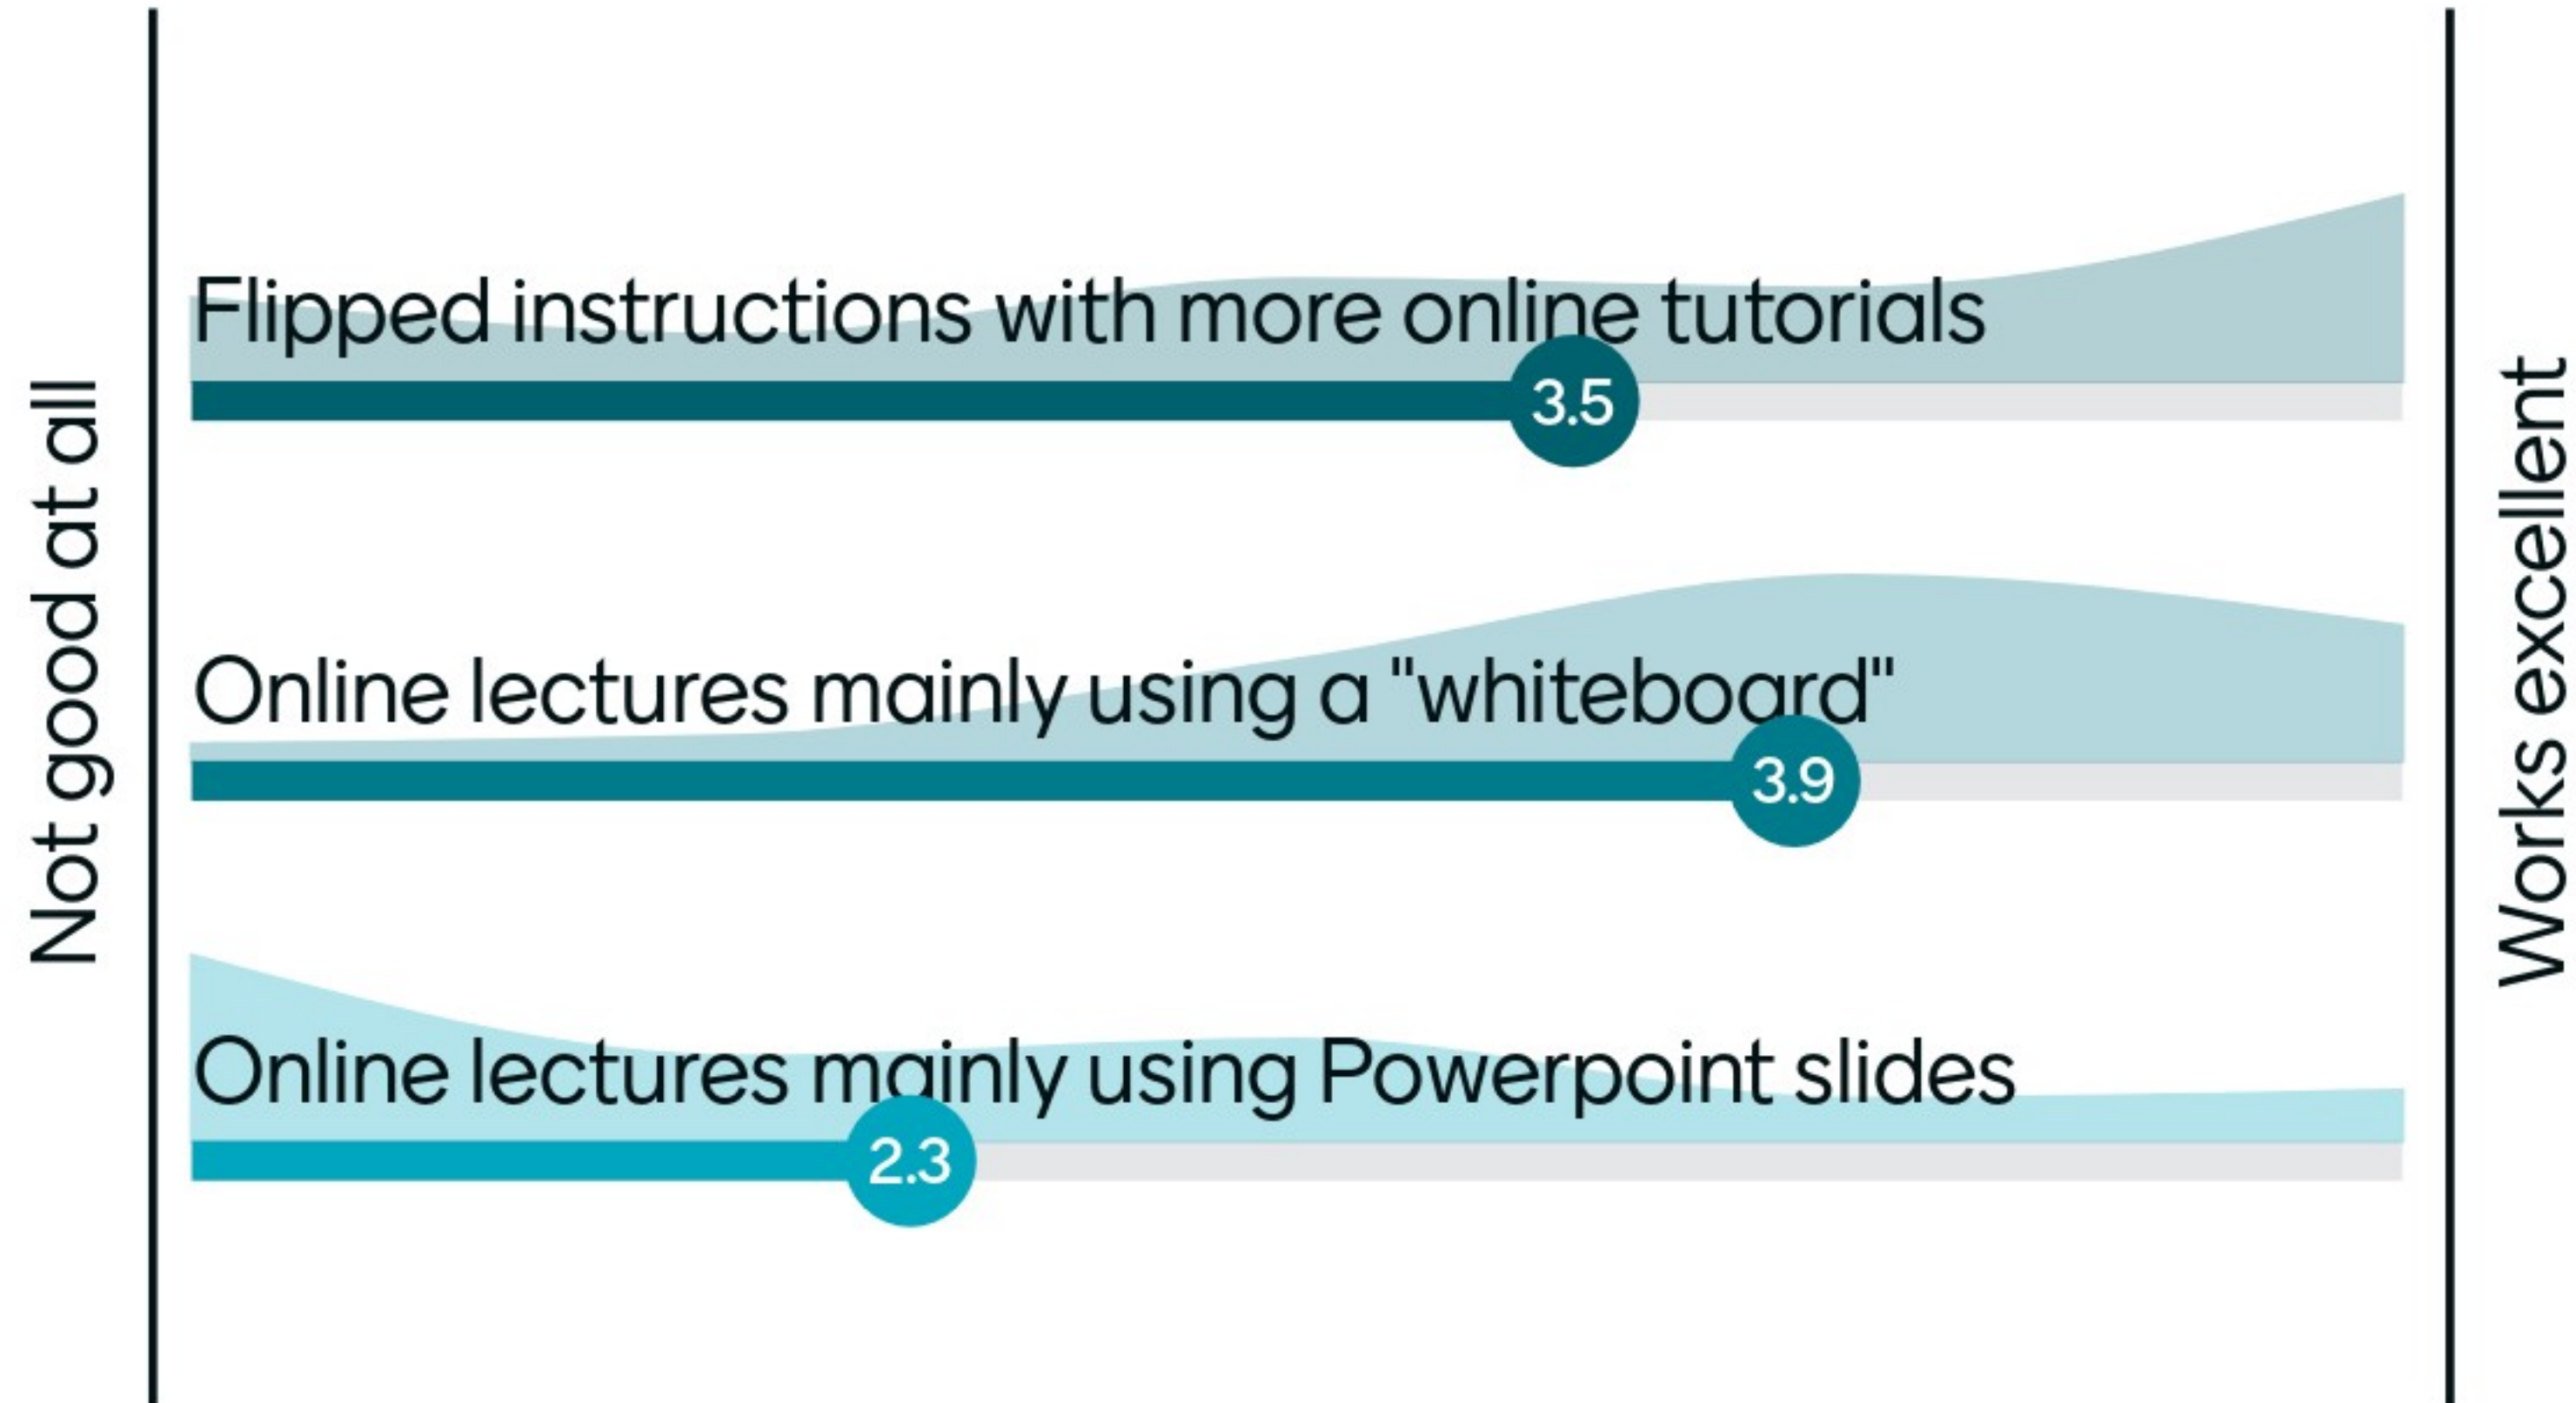 Not good at all
Flipped instructions with more online tutorials
3.5
Online lectures mainly using a "whiteboard"
3.9
Online lectures mainly using Powerpoint slides
2.3
Works excellent